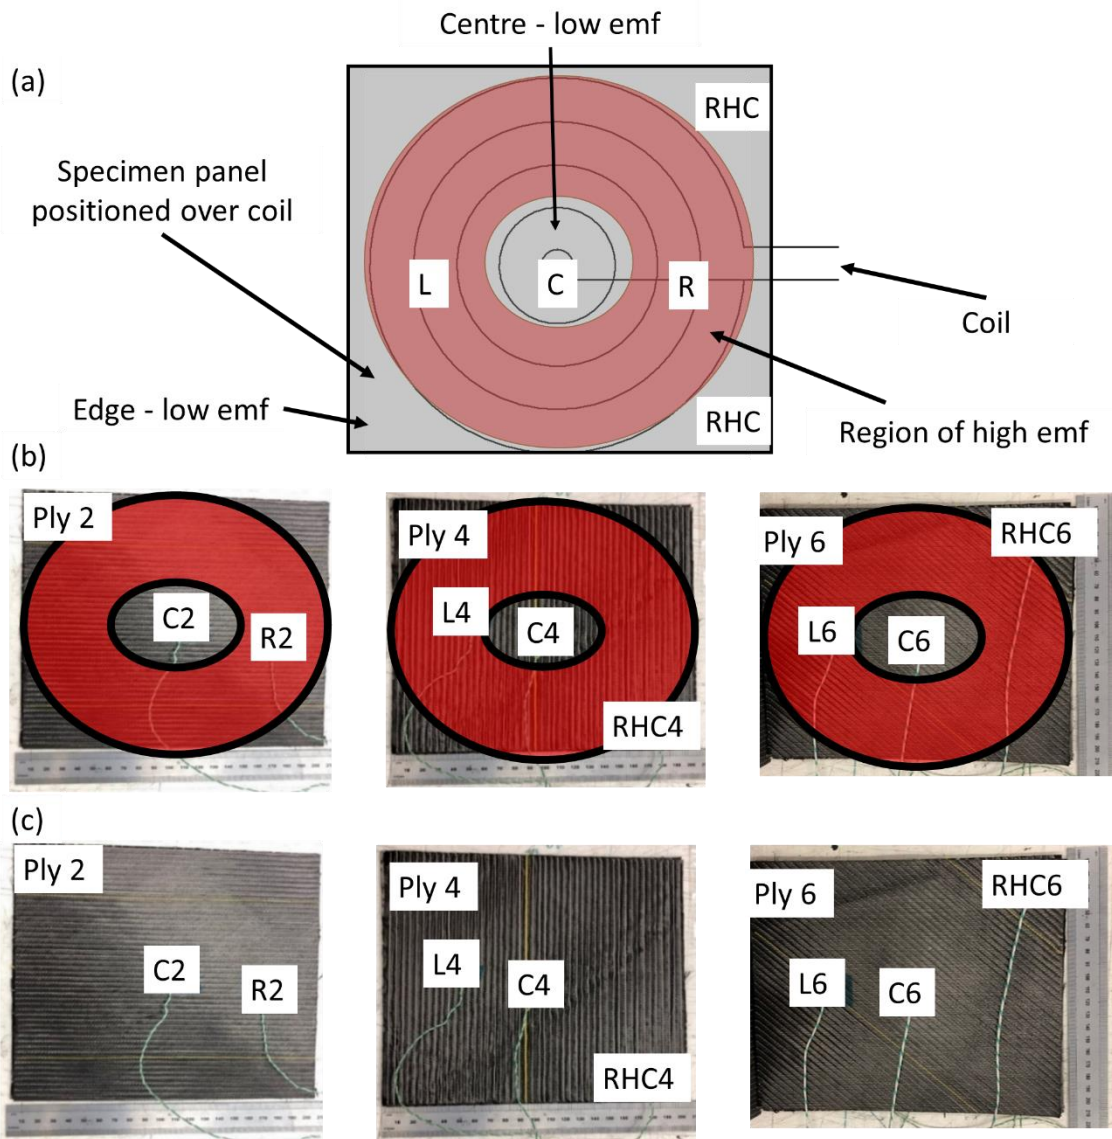 Centre - low emf
(a)
RHC
Specimen panel
positioned over coil
L
C
R
Coil
Edge - low emf
RHC
Region of high emf
(b)
Ply 2
C2
R2
Ply 4
L4
C4
RHC4
Ply 6
RHC6
L6
C6
(c)
Ply 2
C2
R2
Ply 4
L4
C4
RHC4
Ply 6
RHC6
L6
C6